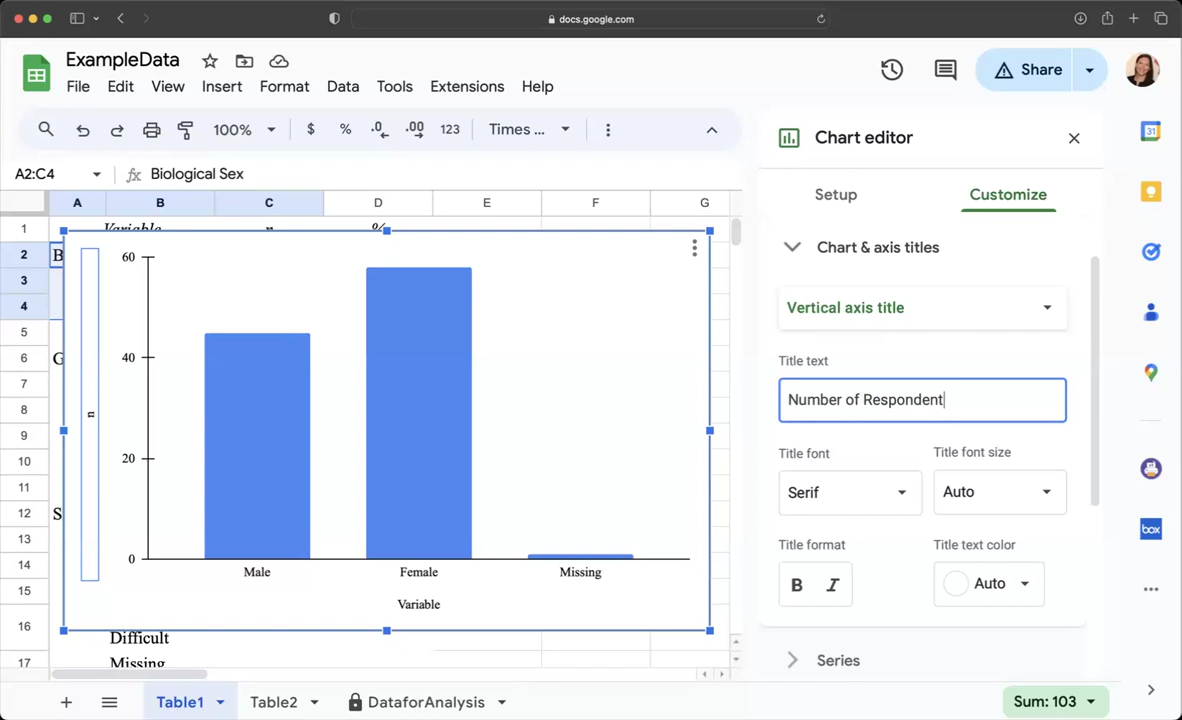 docs.google.com
ExampleData
File Edit View Insert Format Data Tools Extensions Help
Share
100% $ % .0 .00 123 Times ...
A2:C4 fx Biological Sex
A B C D E F G
1 Variable n %
2 B
3
4
5
6 G
7
8
9
10
11
12 S
13
14
15
16 Difficult
17 Missing
60
40
20
0
n
Male Female Missing
Variable
Chart editor
Setup Customize
Chart & axis titles
Vertical axis title
Title text
Number of Respondent
Title font Title font size
Serif Auto
Title format Title text color
B I Auto
Series
31
box
Table1 Table2 DataforAnalysis
Sum: 103